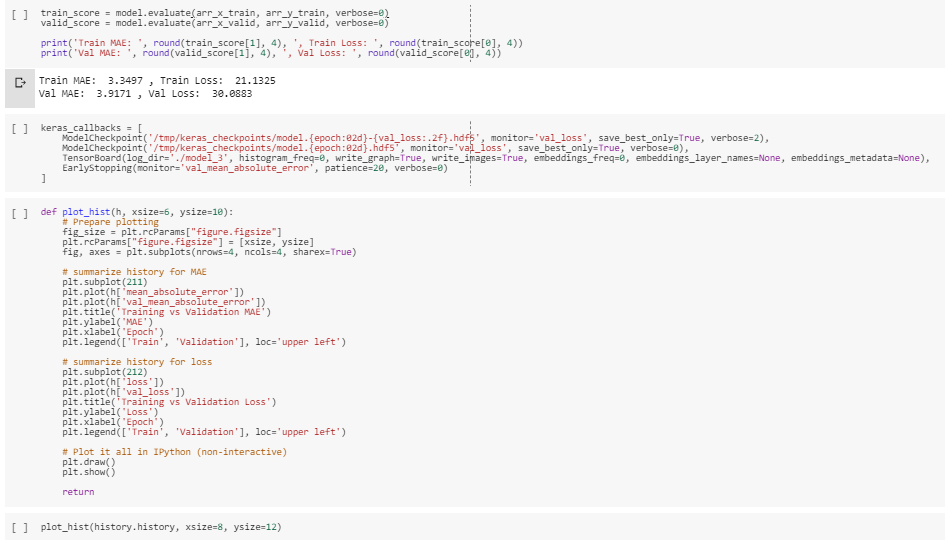 [ ] train_score = model.evaluate(arr_x_train, arr_y_train, verbose=0)
valid_score = model.evaluate(arr_x_valid, arr_y_valid, verbose=0)
print('Train MAE: ', round(train_score[1], 4), ', Train Loss: ', round(train_score[0], 4))
print('Val MAE: ', round(valid_score[1], 4), ', Val Loss: ', round(valid_score[0], 4))
Train MAE:  3.3497 , Train Loss:  21.1325
Val MAE:  3.9171 , Val Loss:  30.0883
[ ] keras_callbacks = [
ModelCheckpoint('/tmp/keras_checkpoints/model.{epoch:02d}-{val_loss:.2f}.hdf5', monitor='val_loss', save_best_only=True, verbose=2),
ModelCheckpoint('/tmp/keras_checkpoints/model.{epoch:02d}.hdf5', monitor='val_loss', save_best_only=True, verbose=0),
TensorBoard(log_dir='./model_3', histogram_freq=0, write_graph=True, write_images=True, embeddings_freq=0, embeddings_layer_names=None, embeddings_metadata=None),
EarlyStopping(monitor='val_mean_absolute_error', patience=20, verbose=0)
]
[ ] def plot_hist(h, xsize=6, ysize=10):
# Prepare plotting
fig_size = plt.rcParams["figure.figsize"]
plt.rcParams["figure.figsize"] = [xsize, ysize]
fig, axes = plt.subplots(nrows=4, ncols=4, sharex=True)
# summarize history for MAE
plt.subplot(211)
plt.plot(h['mean_absolute_error'])
plt.plot(h['val_mean_absolute_error'])
plt.title('Training vs Validation MAE')
plt.ylabel('MAE')
plt.xlabel('Epoch')
plt.legend(['Train', 'Validation'], loc='upper left')
# summarize history for loss
plt.subplot(212)
plt.plot(h['loss'])
plt.plot(h['val_loss'])
plt.title('Training vs Validation Loss')
plt.ylabel('Loss')
plt.xlabel('Epoch')
plt.legend(['Train', 'Validation'], loc='upper left')
# Plot it all in IPython (non-interactive)
plt.draw()
plt.show()
return
[ ] plot_hist(history.history, xsize=8, ysize=12)